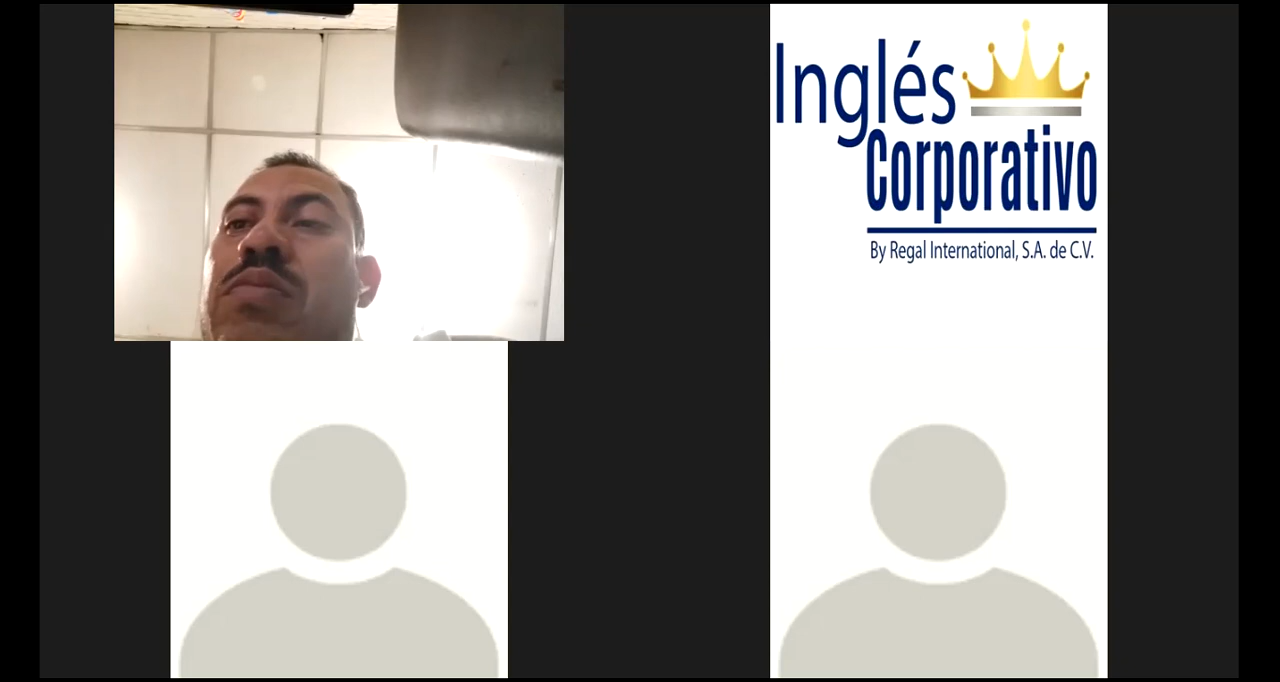 Inglés
Corporativo
By Regal International, S.A. de C.V.